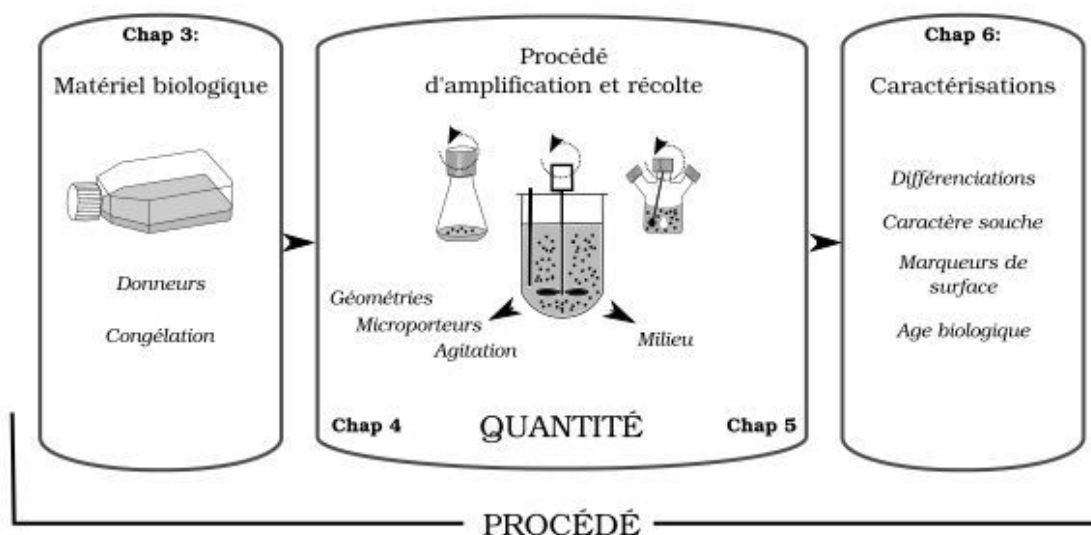 Chap 3:
Matériel biologique
Donneurs
Congélation
Procédé
d'amplification et récolte
Géométries
Microporteurs
Agitation
Milieu
Chap 4
QUANTITÉ
Chap 5
Chap 6:
Caractérisations
Différenciations
Caractère souche
Marqueurs de
surface
Age biologique
PROCÉDÉ